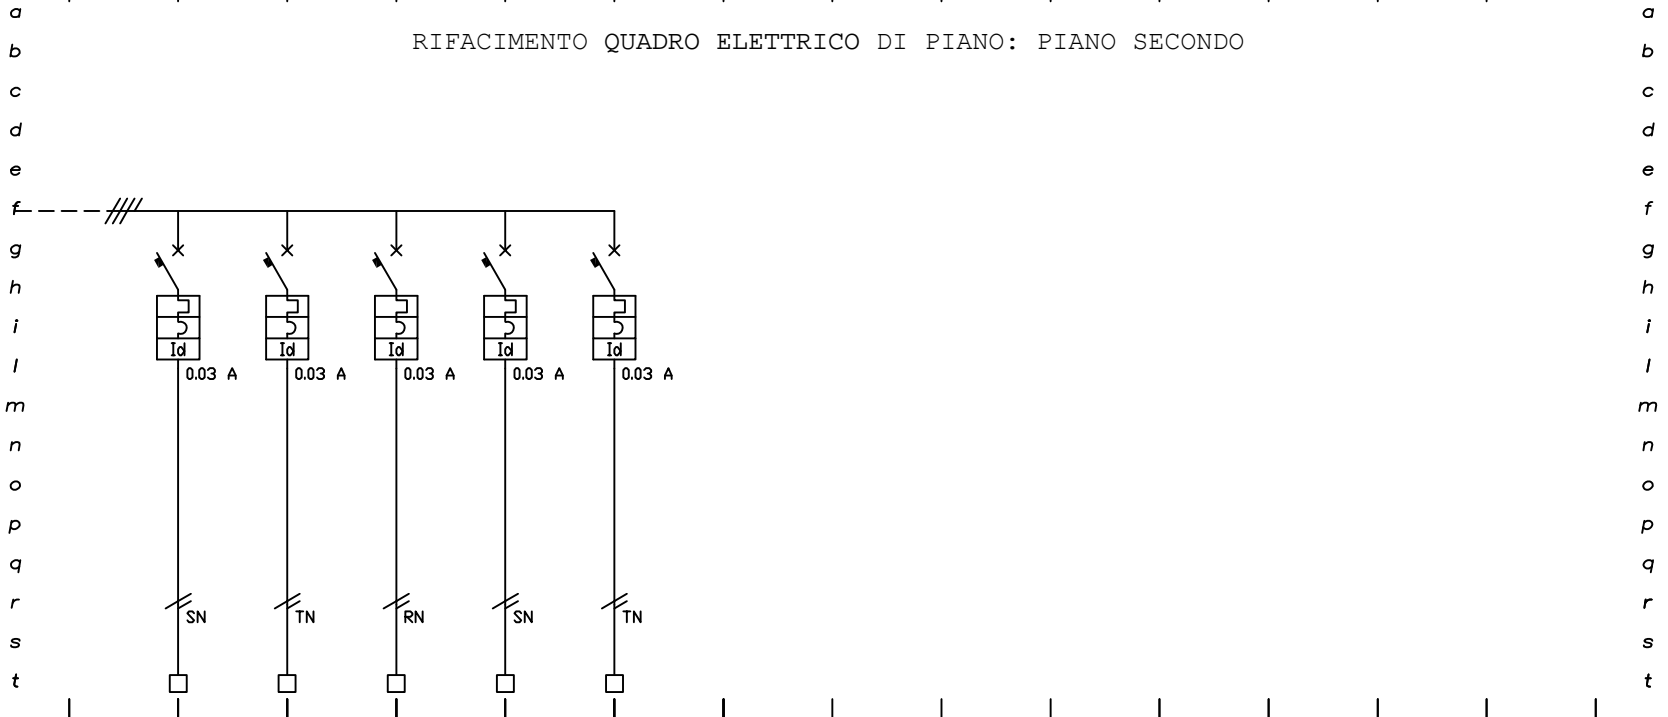 a a
RIFACIMENTO QUADRO ELETTRICO DI PIANO: PIANO SECONDO
b b
c c
d d
e e
f f
g g
h h
i i
Id Id Id Id Id
l l
0.03 A 0.03 A 0.03 A 0.03 A 0.03 A
m m
n n
o o
p p
q q
r r
SN TN RN SN TN
s s
t t